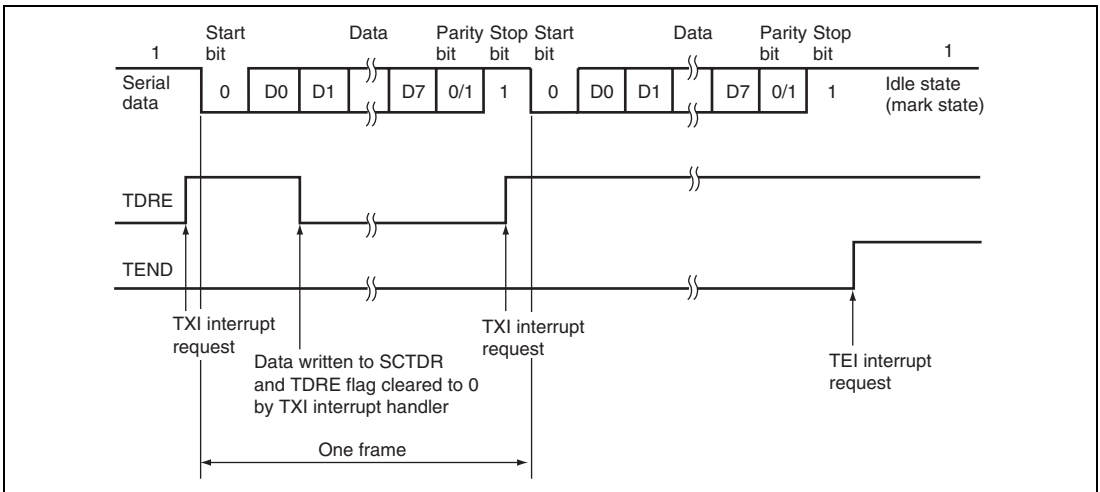 Start Data Parity Stop Start Data Parity Stop
1 bit bit bit bit bit bit 1
Serial data 0 D0 D1 D7 0/1 1 0 D0 D1 D7 0/1 1 Idle state (mark state)
TDRE
TEND
TXI interrupt
request
Data written to SCTDR
and TDRE flag cleared to 0
by TXI interrupt handler
TXI interrupt
request
TEI interrupt
request
One frame